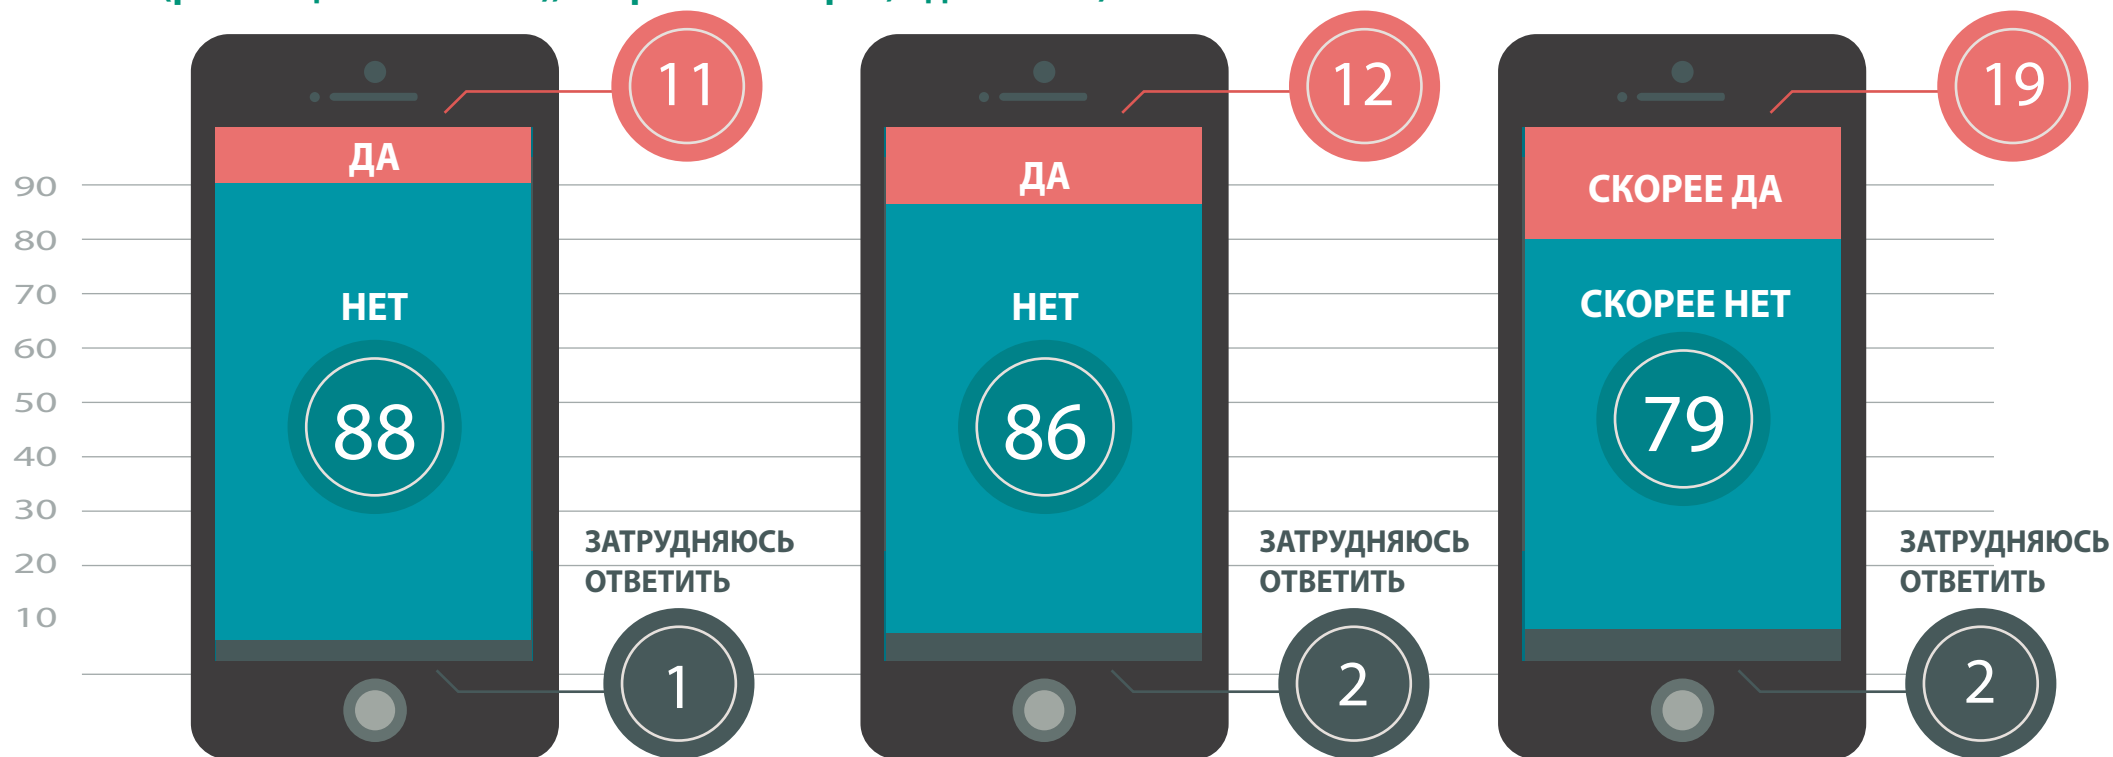 11
12
19
ДА
ДА
СКОРЕЕ ДА
90
80
70
60
50
40
30
20
10
НЕТ
НЕТ
СКОРЕЕ НЕТ
88
86
79
ЗАТРУДНЯЮСЬ
ОТВЕТИТЬ
ЗАТРУДНЯЮСЬ
ОТВЕТИТЬ
ЗАТРУДНЯЮСЬ
ОТВЕТИТЬ
1
2
2